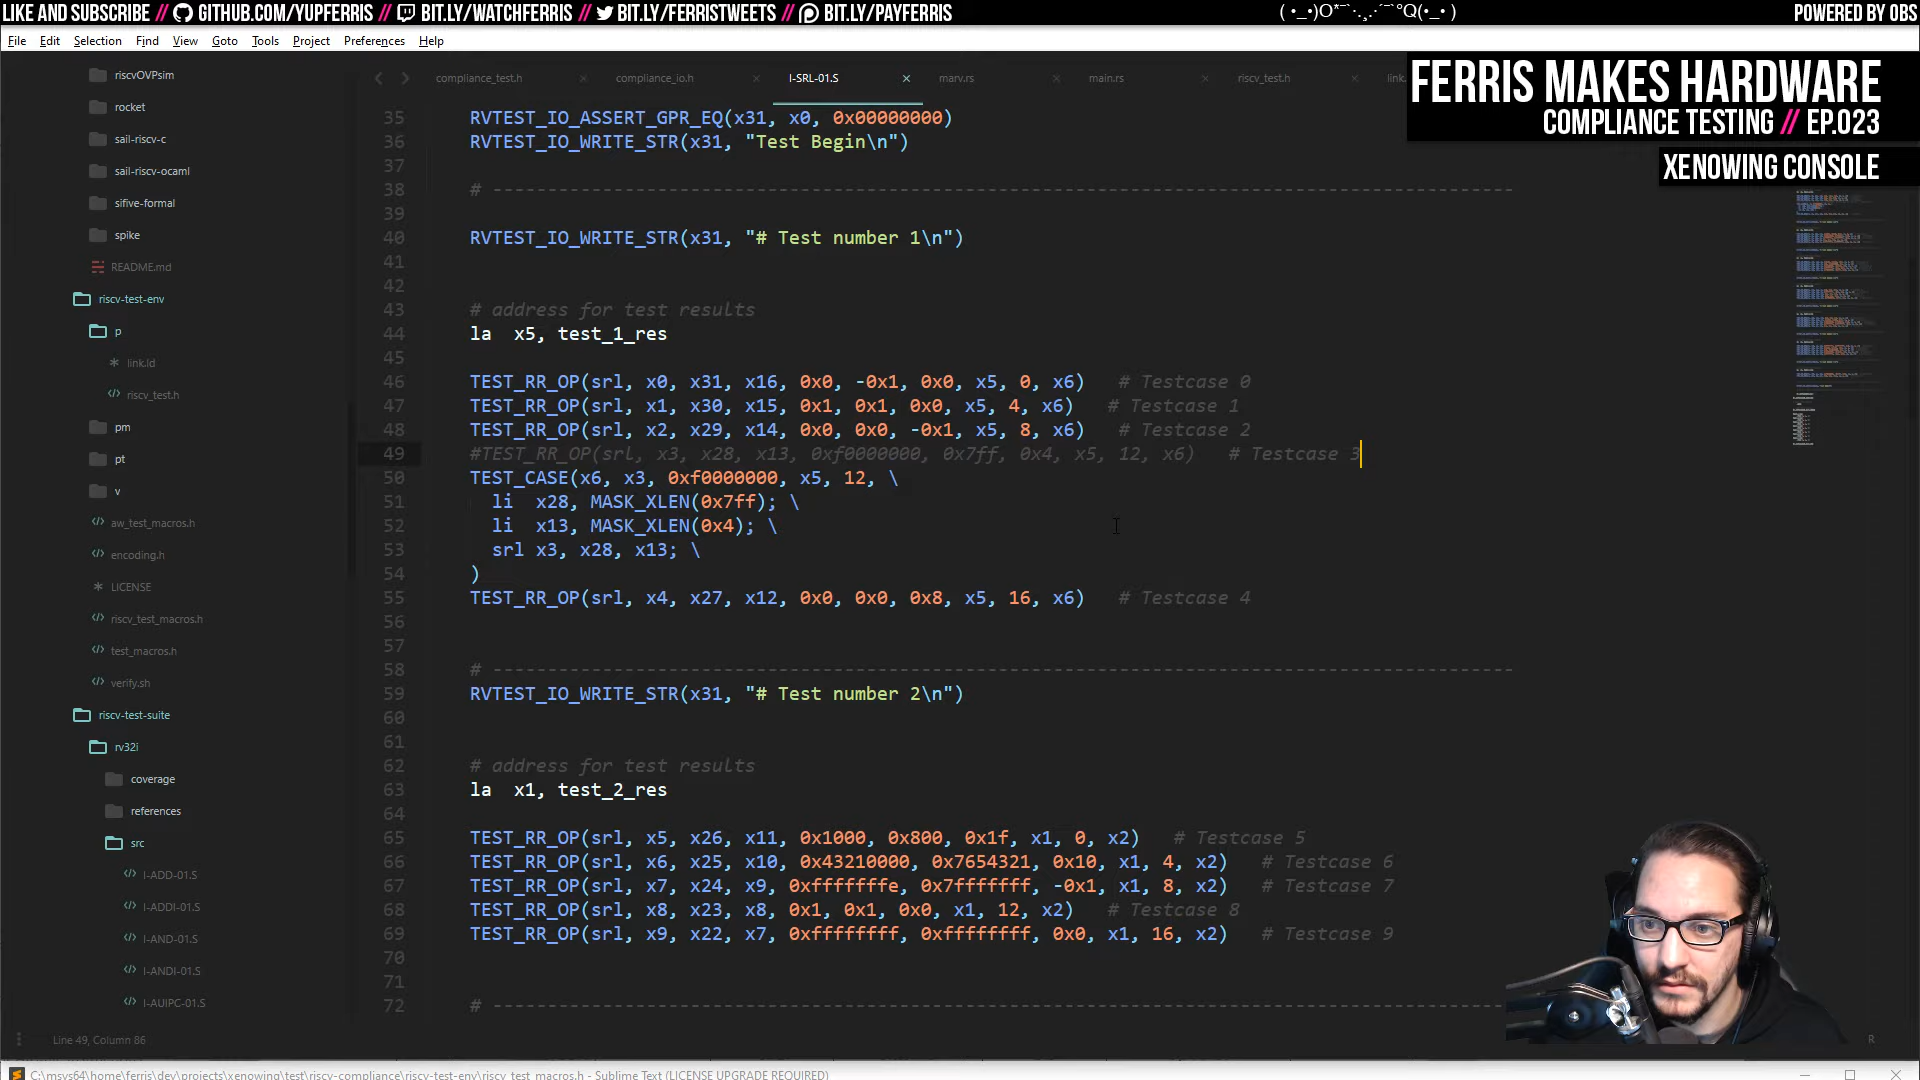 LIKE AND SUBSCRIBE // GITHUB.COM/YUPFERRIS // BIT.LY/WATCHFERRIS // BIT.LY/FERRISTWEETS // BIT.LY/PAYFERRIS
POWERED BY OBS
File Edit Selection Find View Goto Tools Project Preferences Help
FERRIS MAKES HARDWARE
COMPLIANCE TESTING // EP.023
XENOWING CONSOLE
riscvOVPsim
rocket
sail-riscv-c
sail-riscv-ocaml
sifive-formal
spike
README.md
riscv-test-env
p
link.ld
riscv_test.h
pm
pt
v
aw_test_macros.h
encoding.h
LICENSE
riscv_test_macros.h
test_macros.h
verify.sh
riscv-test-suite
rv32i
coverage
references
src
I-ADD-01.S
I-ADDI-01.S
I-AND-01.S
I-ANDI-01.S
I-AUIPC-01.S
compliance_test.h compliance_io.h I-SRL-01.S marv.rs main.rs riscv_test.h link
35 RVTEST_IO_ASSERT_GPR_EQ(x31, x0, 0x00000000)
36 RVTEST_IO_WRITE_STR(x31, "Test Begin\n")
37
38 # ---------------------------------------------------------------------------------------------
39
40 RVTEST_IO_WRITE_STR(x31, "# Test number 1\n")
41
42
43 # address for test results
44 la x5, test_1_res
45
46 TEST_RR_OP(srl, x0, x31, x16, 0x0, -0x1, 0x0, x5, 0, x6) # Testcase 0
47 TEST_RR_OP(srl, x1, x30, x15, 0x1, 0x1, 0x0, x5, 4, x6) # Testcase 1
48 TEST_RR_OP(srl, x2, x29, x14, 0x0, 0x0, -0x1, x5, 8, x6) # Testcase 2
49 #TEST_RR_OP(srl, x3, x28, x13, 0xf0000000, 0x7ff, 0x4, x5, 12, x6) # Testcase 3
50 TEST_CASE(x6, x3, 0xf0000000, x5, 12, \
51 li x28, MASK_XLEN(0x7ff); \
52 li x13, MASK_XLEN(0x4); \
53 srl x3, x28, x13; \
54 )
55 TEST_RR_OP(srl, x4, x27, x12, 0x0, 0x0, 0x8, x5, 16, x6) # Testcase 4
56
57
58 # ---------------------------------------------------------------------------------------------
59 RVTEST_IO_WRITE_STR(x31, "# Test number 2\n")
60
61
62 # address for test results
63 la x1, test_2_res
64
65 TEST_RR_OP(srl, x5, x26, x11, 0x1000, 0x800, 0x1f, x1, 0, x2) # Testcase 5
66 TEST_RR_OP(srl, x6, x25, x10, 0x43210000, 0x7654321, 0x10, x1, 4, x2) # Testcase 6
67 TEST_RR_OP(srl, x7, x24, x9, 0xfffffffe, 0x7fffffff, -0x1, x1, 8, x2) # Testcase 7
68 TEST_RR_OP(srl, x8, x23, x8, 0x1, 0x1, 0x0, x1, 12, x2) # Testcase 8
69 TEST_RR_OP(srl, x9, x22, x7, 0xffffffff, 0xffffffff, 0x0, x1, 16, x2) # Testcase 9
70
71
72 # ---------------------------------------------------------------------------------------------
Line 49, Column 86
C:\msys64\home\ferris\dev\projects\xenowing\test\riscv-compliance\riscv-test-env\riscv_test_macros.h - Sublime Text (LICENSE UPGRADE REQUIRED)